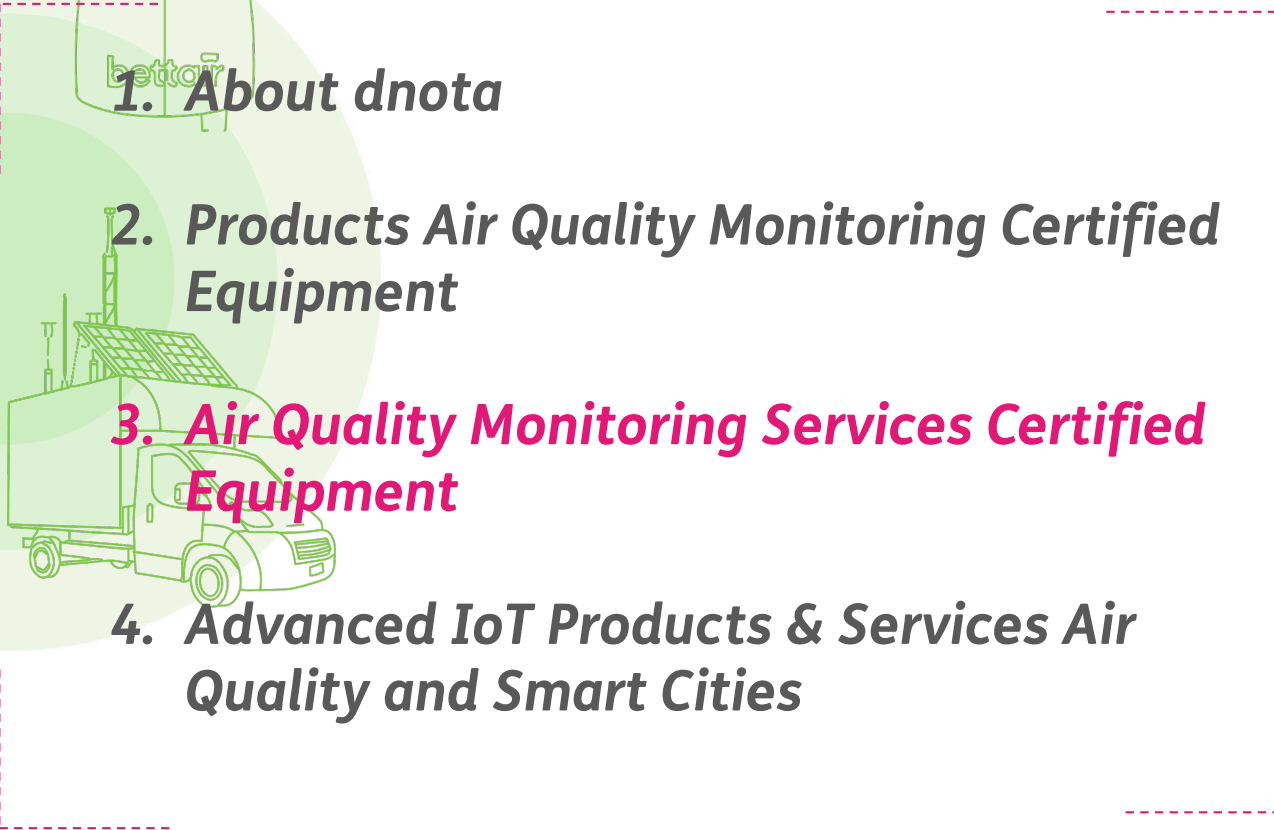 bettair
1. About dnota
2. Products Air Quality Monitoring Certified
Equipment
3. Air Quality Monitoring Services Certified
Equipment
4. Advanced IoT Products & Services Air
Quality and Smart Cities